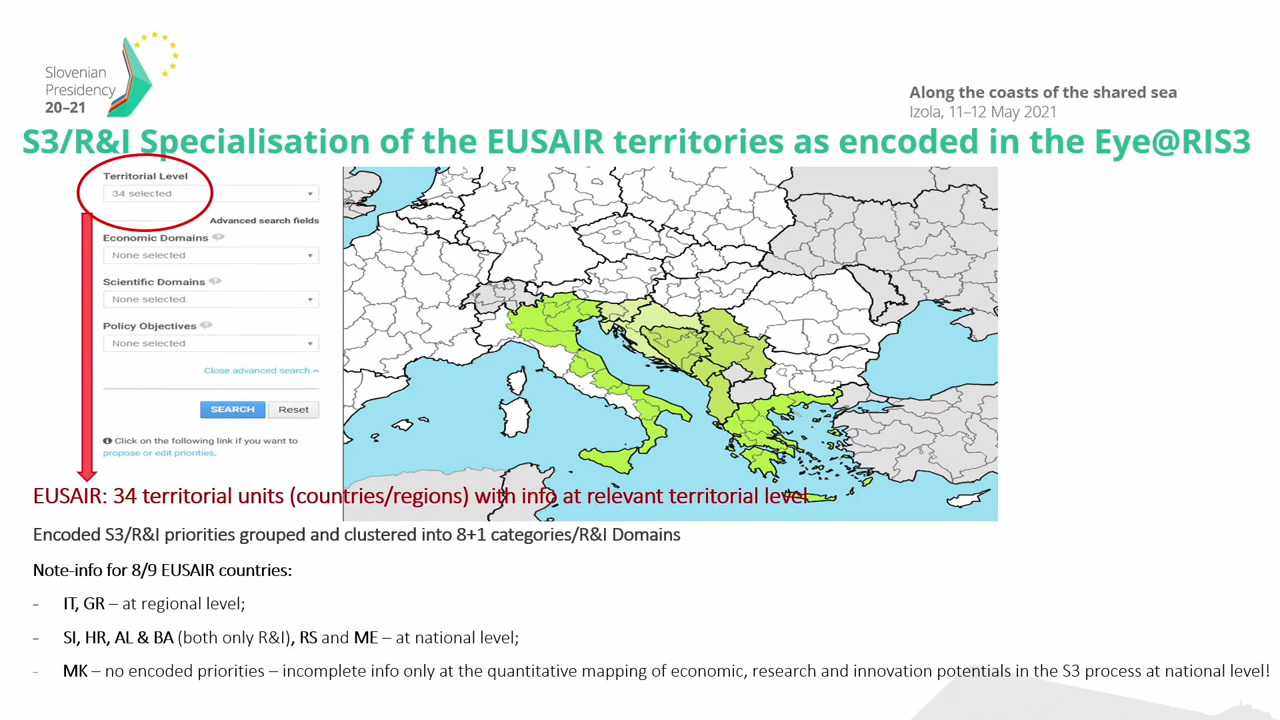 Slovenian
Presidency
20–21
Along the coasts of the shared sea
Izola, 11–12 May 2021
S3/R&I Specialisation of the EUSAIR territories as encoded in the Eye@RIS3
Territorial Level
34 selected
Advanced search fields
Economic Domains
None selected
Scientific Domains
None selected
Policy Objectives
None selected
Close advanced search
SEARCH
Reset
Click on the following link if you want to
propose or edit priorities.
EUSAIR: 34 territorial units (countries/regions) with info at relevant territorial level
Encoded S3/R&I priorities grouped and clustered into 8+1 categories/R&I Domains
Note-info for 8/9 EUSAIR countries:
- IT, GR – at regional level;
- SI, HR, AL & BA (both only R&I), RS and ME – at national level;
- MK – no encoded priorities – incomplete info only at the quantitative mapping of economic, research and innovation potentials in the S3 process at national level!